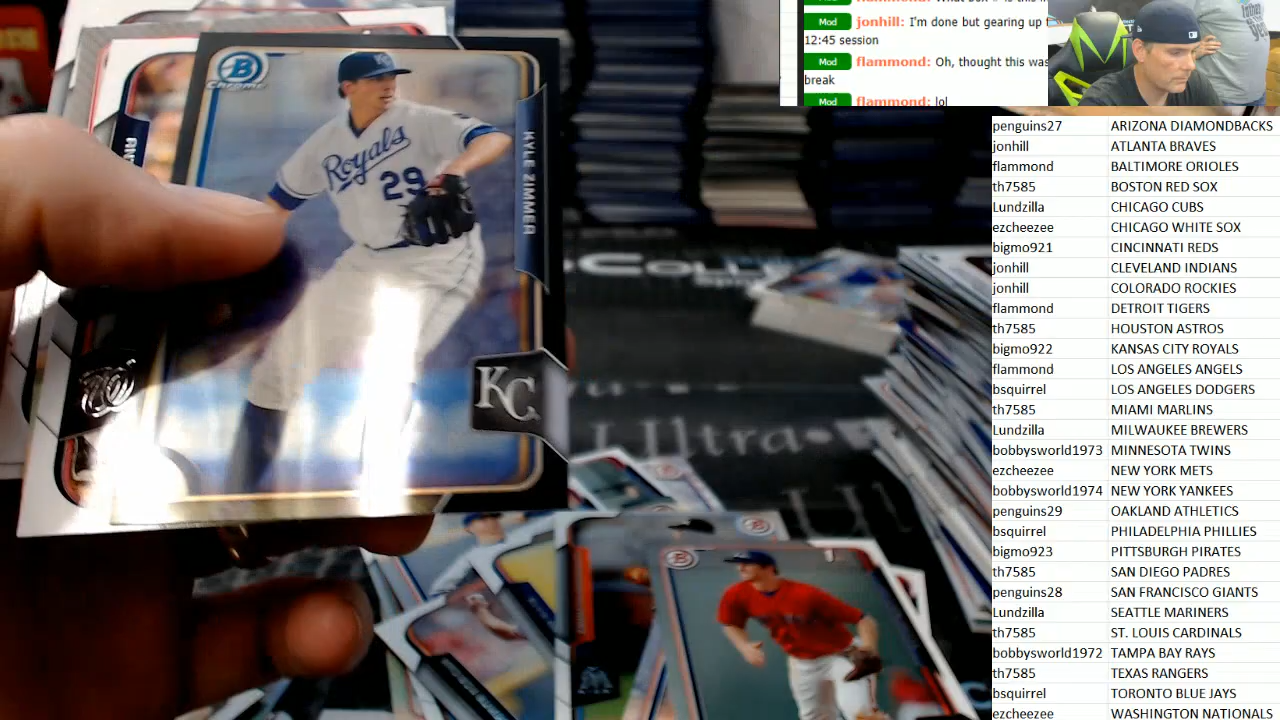 Mod jonhill: I'm done but gearing up
12:45 session
Mod flammond: Oh, thought this was
break
Mod flammond: lol
B
Chrome
Royals
29
KYLE ZIMMER
KC
W
Ultra
penguins27 ARIZONA DIAMONDBACKS
jonhill ATLANTA BRAVES
flammond BALTIMORE ORIOLES
th7585 BOSTON RED SOX
Lundzilla CHICAGO CUBS
ezcheezee CHICAGO WHITE SOX
bigmo921 CINCINNATI REDS
jonhill CLEVELAND INDIANS
jonhill COLORADO ROCKIES
flammond DETROIT TIGERS
th7585 HOUSTON ASTROS
bigmo922 KANSAS CITY ROYALS
flammond LOS ANGELES ANGELS
bsquirrel LOS ANGELES DODGERS
th7585 MIAMI MARLINS
Lundzilla MILWAUKEE BREWERS
bobbysworld1973 MINNESOTA TWINS
ezcheezee NEW YORK METS
bobbysworld1974 NEW YORK YANKEES
penguins29 OAKLAND ATHLETICS
bsquirrel PHILADELPHIA PHILLIES
bigmo923 PITTSBURGH PIRATES
th7585 SAN DIEGO PADRES
penguins28 SAN FRANCISCO GIANTS
Lundzilla SEATTLE MARINERS
th7585 ST. LOUIS CARDINALS
bobbysworld1972 TAMPA BAY RAYS
th7585 TEXAS RANGERS
bsquirrel TORONTO BLUE JAYS
ezcheezee WASHINGTON NATIONALS